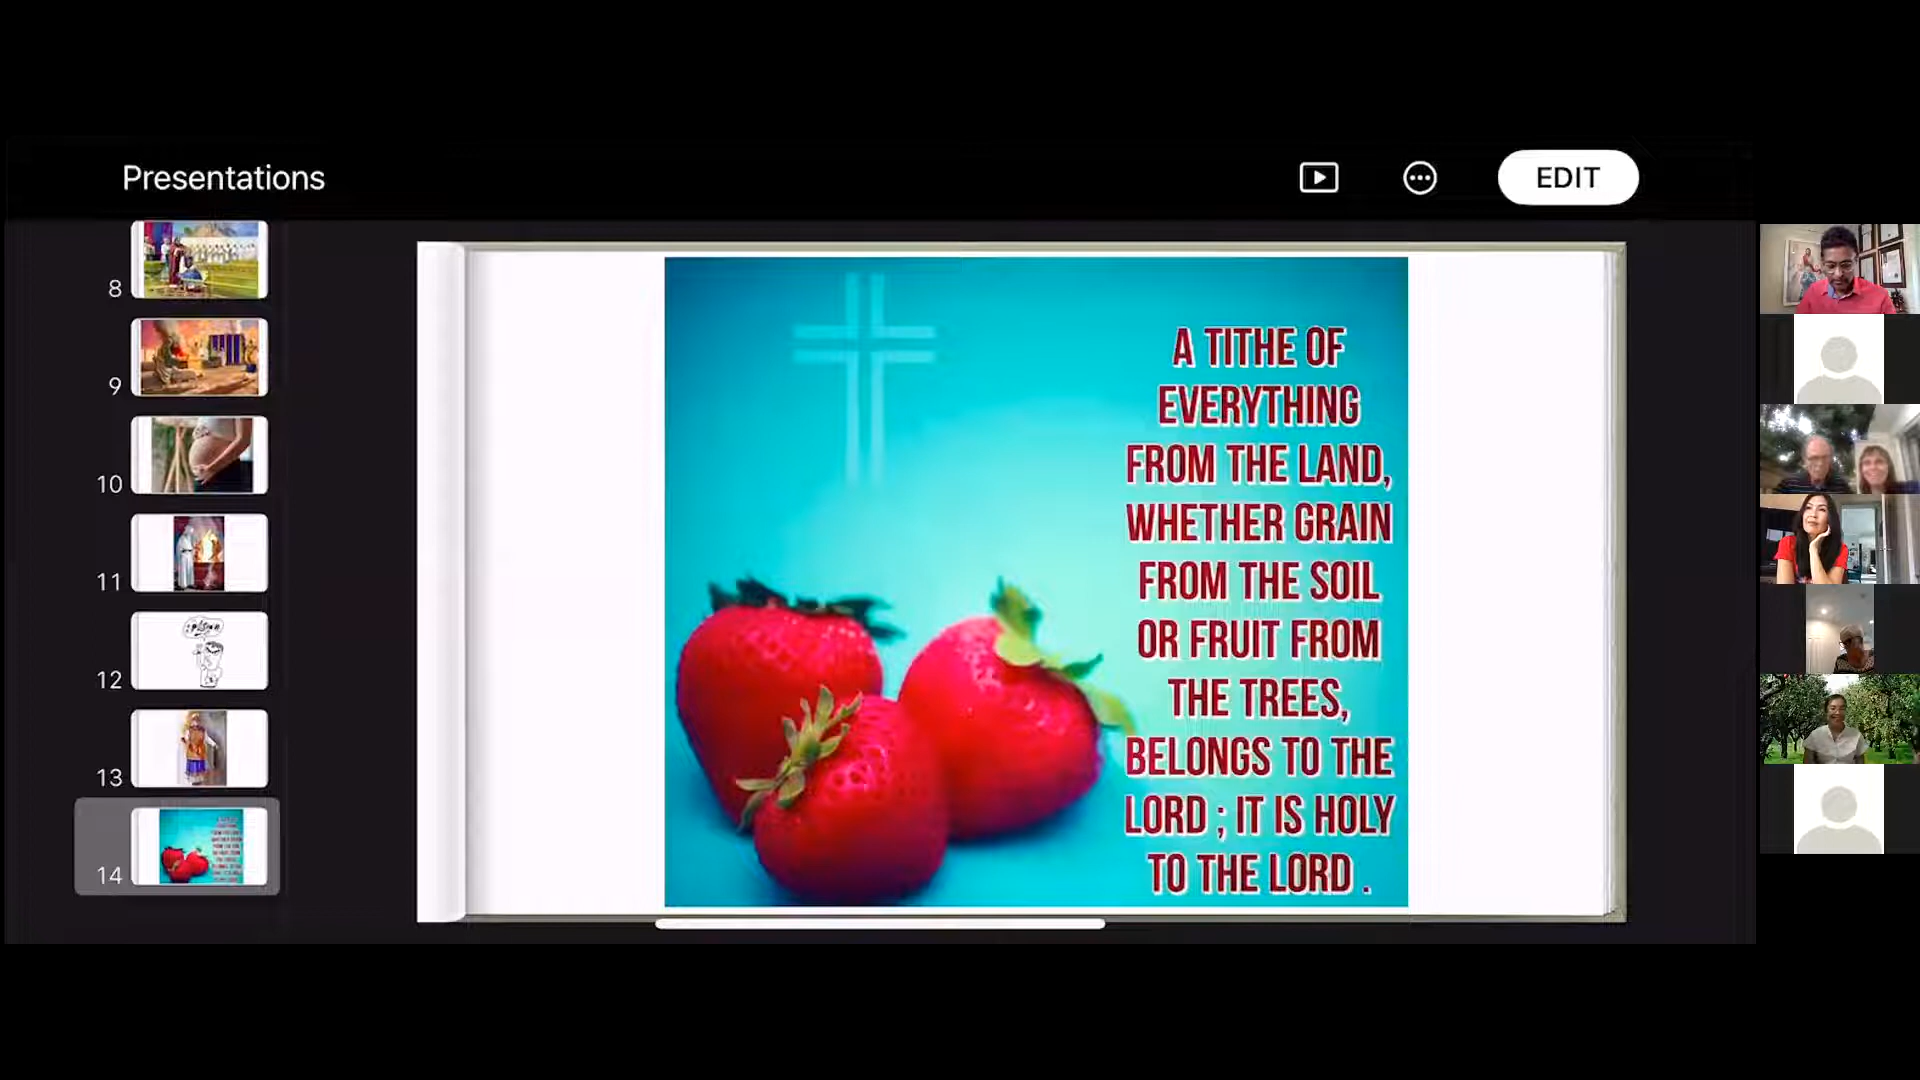 Presentations
EDIT
8
9
10
11
12
13
14
A TITHE OF
EVERYTHING
FROM THE LAND,
WHETHER GRAIN
FROM THE SOIL
OR FRUIT FROM
THE TREES,
BELONGS TO THE
LORD ; IT IS HOLY
TO THE LORD .